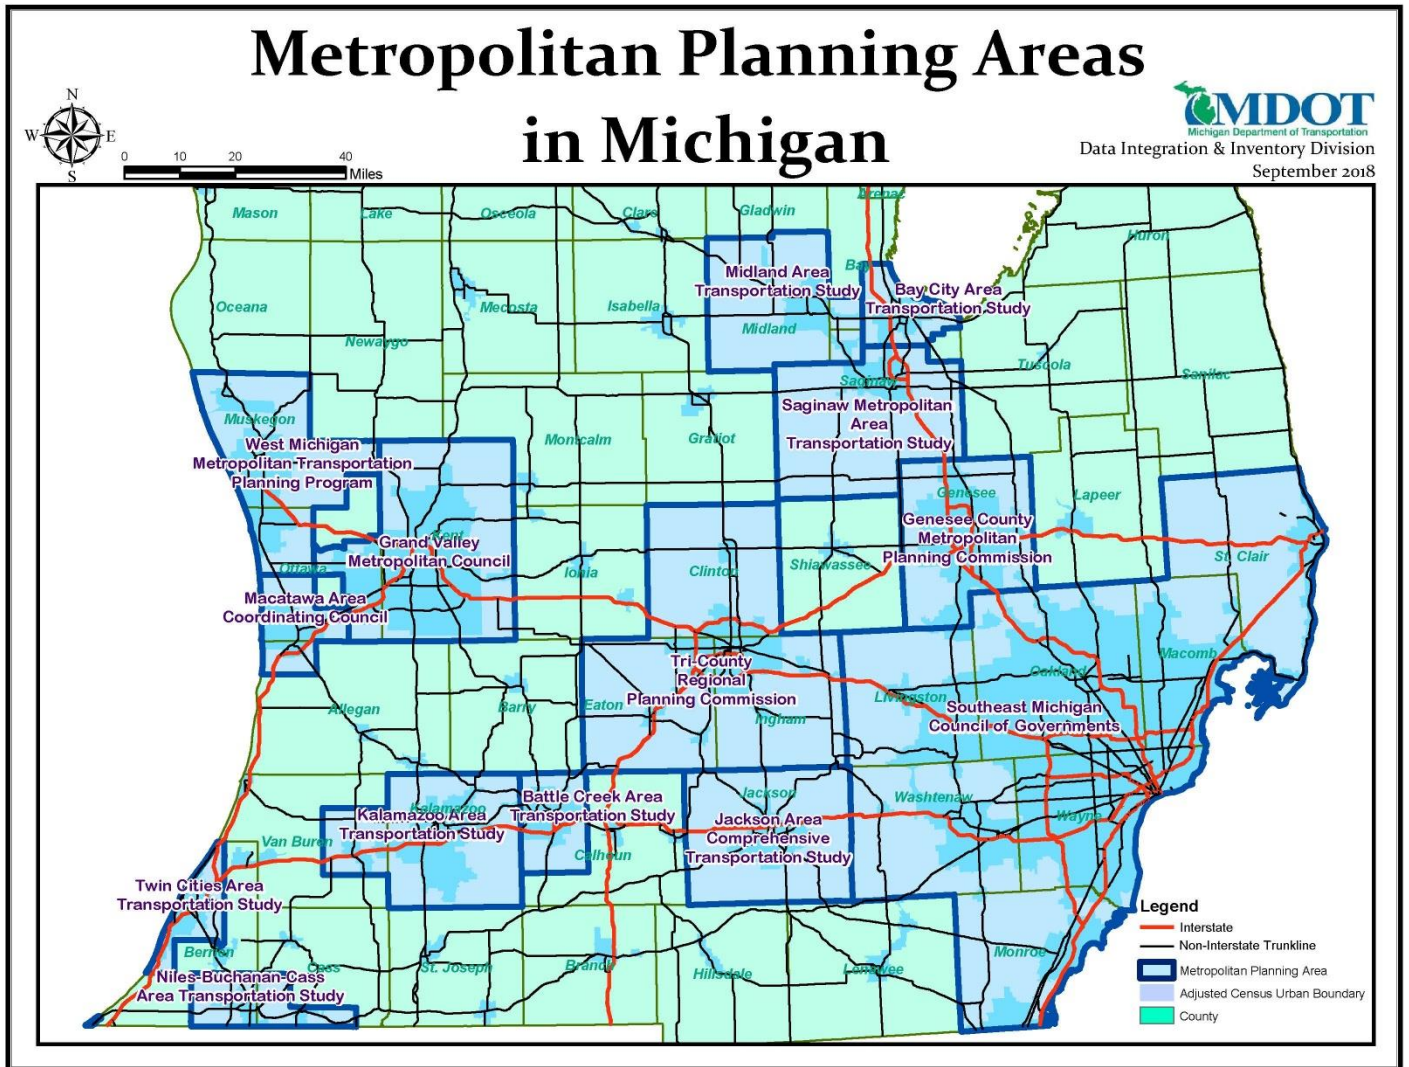 Metropolitan Planning Areas
in Michigan
N
W
E
S
0
10
20
40
Miles
MDOT
Michigan Department of Transportation
Data Integration & Inventory Division
September 2018
Mason
Lake
Osceola
Clare
Gladwin
Arenac
Huron
Midland Area
Transportation Study
Bay
Bay City Area
Transportation Study
Oceana
Mecosta
Isabella
Midland
Newaygo
Tuscola
Sanilac
Saginaw
Saginaw Metropolitan
Area
Transportation Study
Muskegon
West Michigan
Metropolitan Transportation
Planning Program
Montcalm
Gratiot
Genesee
Lapeer
Genesee County
Metropolitan
Planning Commission
Kent
Grand Valley
Metropolitan Council
Ottawa
Ionia
Clinton
Shiawassee
St. Clair
Macatawa Area
Coordinating Council
Tri-County
Regional
Planning Commission
Oakland
Macomb
Allegan
Barry
Eaton
Ingham
Livingston
Southeast Michigan
Council of Governments
Kalamazoo
Kalamazoo Area
Transportation Study
Battle Creek Area
Transportation Study
Jackson
Jackson Area
Comprehensive
Transportation Study
Washtenaw
Wayne
Van Buren
Calhoun
Twin Cities Area
Transportation Study
Berrien
Cass
St. Joseph
Branch
Hillsdale
Lenawee
Monroe
Niles-Buchanan-Cass
Area Transportation Study
Legend
Interstate
Non-Interstate Trunkline
Metropolitan Planning Area
Adjusted Census Urban Boundary
County